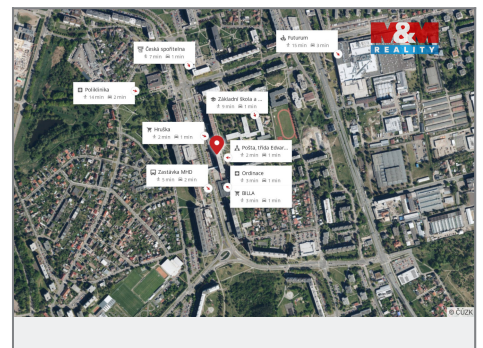 Futurum
15 min 3 min
M&M
REALITY
Česká spořitelna
7 min 1 min
Poliklinika
14 min 2 min
Základní škola a ...
3 min 1 min
Hruška
2 min 1 min
Pošta, třída Edvar...
2 min 1 min
Zastávka MHD
3 min 2 min
Ordinace
3 min 1 min
BILLA
3 min 1 min
© ČÚZK